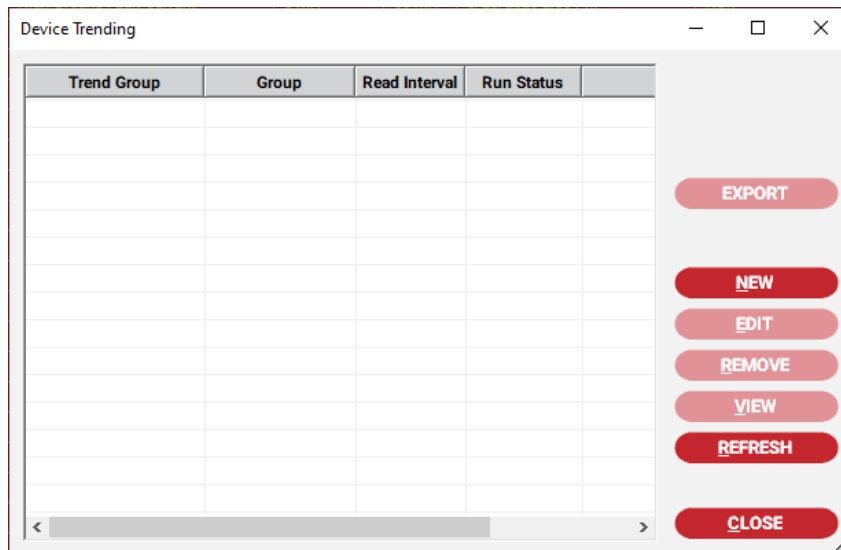 Device Trending
Trend Group Group Read Interval Run Status
EXPORT
NEW
EDIT
REMOVE
VIEW
REFRESH
CLOSE